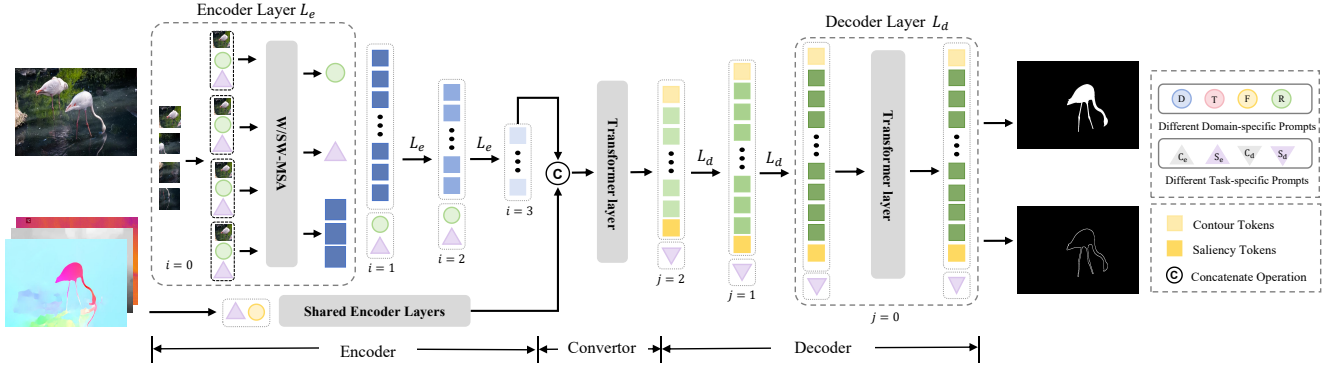 Encoder Layer L_e
Decoder Layer L_d
W/SW-MSA
i = 0
L_e
L_e
i = 1
i = 2
i = 3
C
Transformer layer
L_d
L_d
j = 2
j = 1
Transformer layer
j = 0
Shared Encoder Layers
Encoder
Convertor
Decoder
D T F R
Different Domain-specific Prompts
C_e S_e C_d S_d
Different Task-specific Prompts
Contour Tokens
Saliency Tokens
C Concatenate Operation